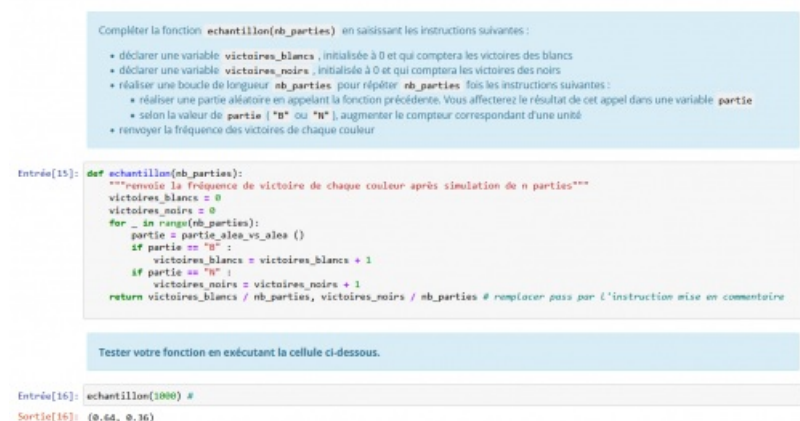 Compléter la fonction echantillon(nb_parties) en saisissant les instructions suivantes :
• déclarer une variable victoires_blancs , initialisée à 0 et qui comptera les victoires des blancs
• déclarer une variable victoires_noirs , initialisée à 0 et qui comptera les victoires des noirs
• réaliser une boucle de longueur nb_parties pour répéter nb_parties fois les instructions suivantes :
• réaliser une partie aléatoire en appelant la fonction précédente. Vous affecterez le résultat de cet appel dans une variable partie
• selon la valeur de partie ( "B" ou "N" ), augmenter le compteur correspondant d'une unité
• renvoyer la fréquence des victoires de chaque couleur
Entrée[15]: def echantillon(nb_parties):
"""renvoie la fréquence de victoire de chaque couleur après simulation de n parties"""
victoires_blancs = 0
victoires_noirs = 0
for _ in range(nb_parties):
partie = partie_alea_vs_alea ()
if partie == "B" :
victoires_blancs = victoires_blancs + 1
if partie == "N" :
victoires_noirs = victoires_noirs + 1
return victoires_blancs / nb_parties, victoires_noirs / nb_parties # remplacer pass par l'instruction mise en commentaire
Tester votre fonction en exécutant la cellule ci-dessous.
Entrée[16]: echantillon(1000) #
Sortie[16]: (0.64, 0.36)